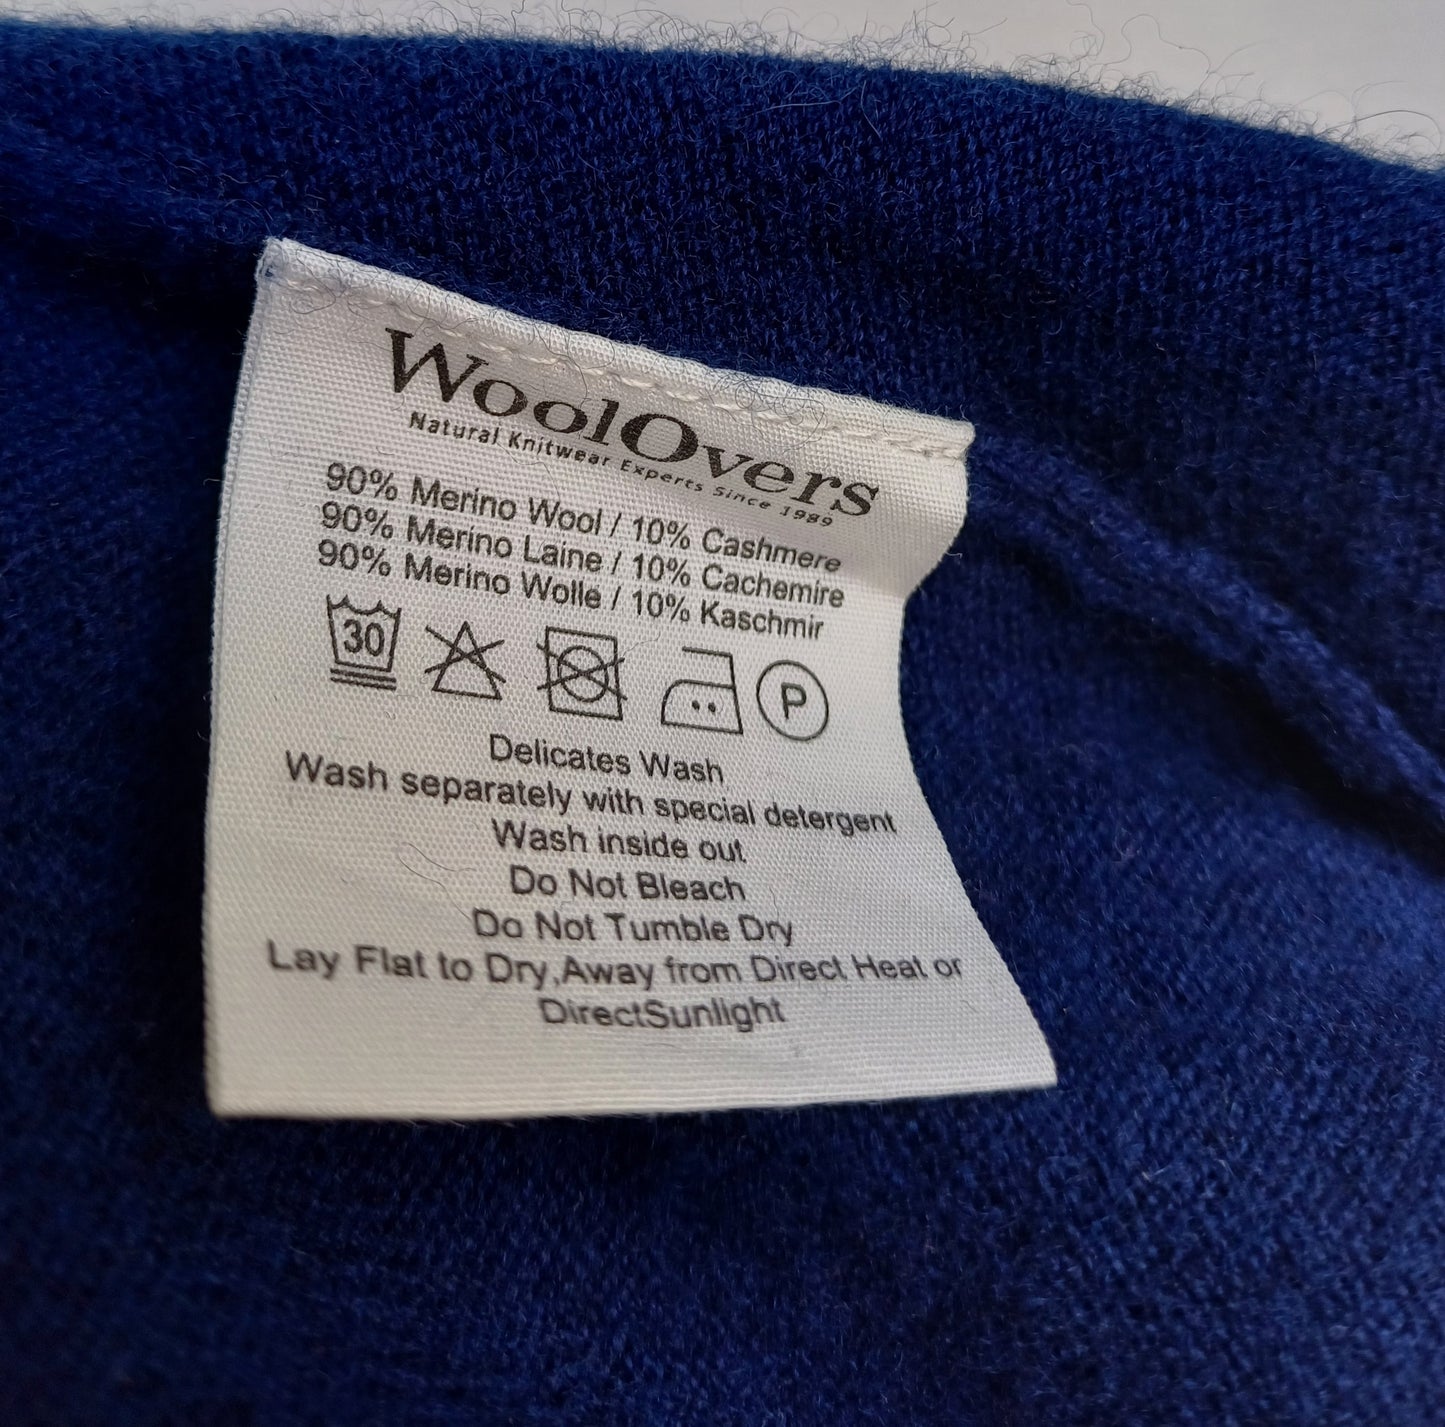 WoolOvers
Natural Knitwear Experts Since 1989
90% Merino Wool / 10% Cashmere
90% Merino Laine / 10% Cachemire
90% Merino Wolle / 10% Kaschmir
30 P
Delicates Wash
Wash separately with special detergent
Wash inside out
Do Not Bleach
Do Not Tumble Dry
Lay Flat to Dry,Away from Direct Heat or
DirectSunlight